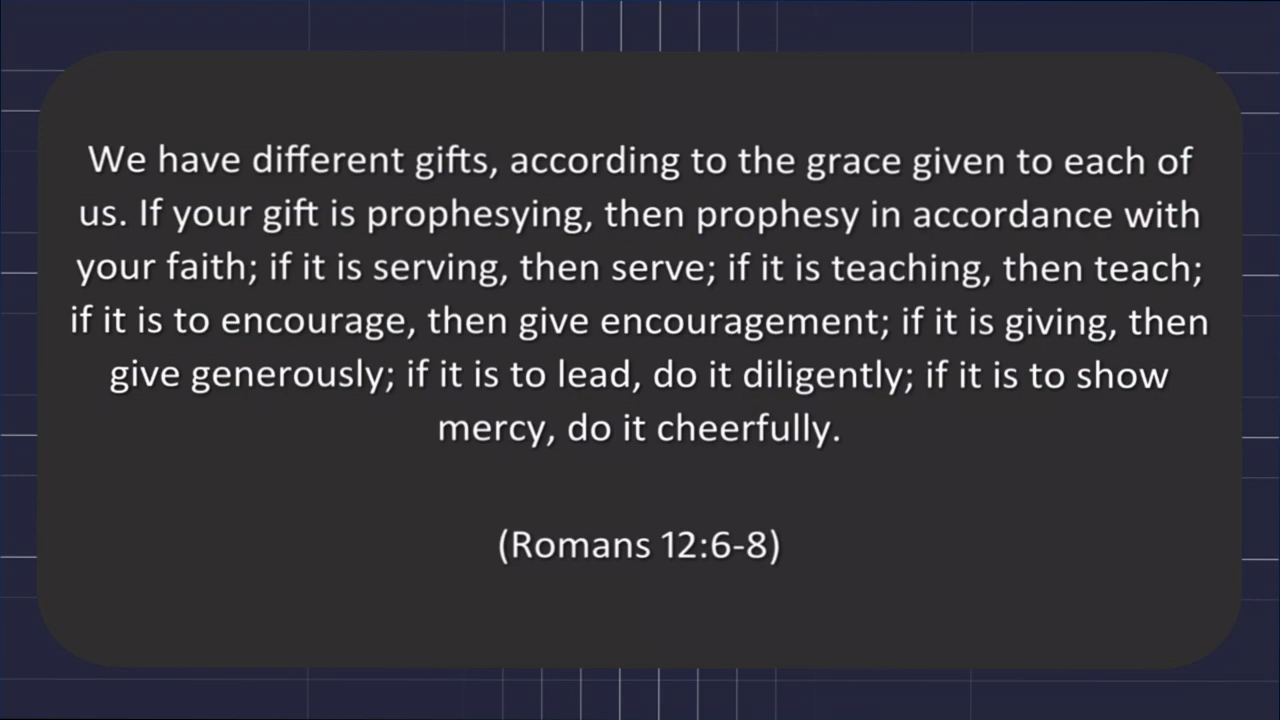 We have different gifts, according to the grace given to each of
us. If your gift is prophesying, then prophesy in accordance with
your faith; if it is serving, then serve; if it is teaching, then teach;
if it is to encourage, then give encouragement; if it is giving, then
give generously; if it is to lead, do it diligently; if it is to show
mercy, do it cheerfully.
(Romans 12:6-8)